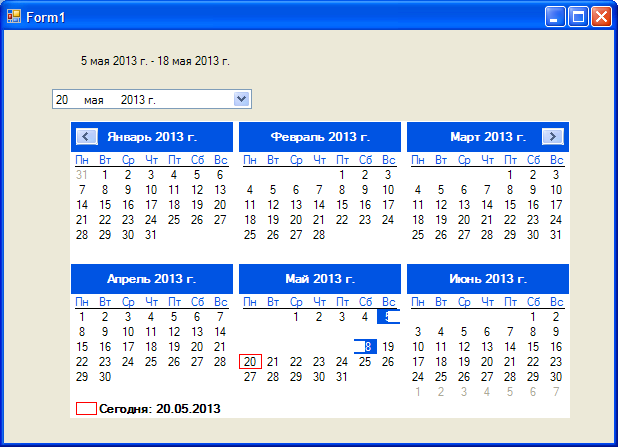 Form1
5 мая 2013 г. - 18 мая 2013 г.
20 мая 2013 г.
Январь 2013 г.
Пн Вт Ср Чт Пт Сб Вс
31 1 2 3 4 5 6
7 8 9 10 11 12 13
14 15 16 17 18 19 20
21 22 23 24 25 26 27
28 29 30 31
Февраль 2013 г.
Пн Вт Ср Чт Пт Сб Вс
1 2 3
4 5 6 7 8 9 10
11 12 13 14 15 16 17
18 19 20 21 22 23 24
25 26 27 28
Март 2013 г.
Пн Вт Ср Чт Пт Сб Вс
1 2 3
4 5 6 7 8 9 10
11 12 13 14 15 16 17
18 19 20 21 22 23 24
25 26 27 28 29 30 31
Апрель 2013 г.
Пн Вт Ср Чт Пт Сб Вс
1 2 3 4 5 6 7
8 9 10 11 12 13 14
15 16 17 18 19 20 21
22 23 24 25 26 27 28
29 30
Май 2013 г.
Пн Вт Ср Чт Пт Сб Вс
1 2 3 4 5
8 19
20 21 22 23 24 25 26
27 28 29 30 31
Июнь 2013 г.
Пн Вт Ср Чт Пт Сб Вс
1 2
3 4 5 6 7 8 9
10 11 12 13 14 15 16
17 18 19 20 21 22 23
24 25 26 27 28 29 30
1 2 3 4 5 6 7
Сегодня: 20.05.2013